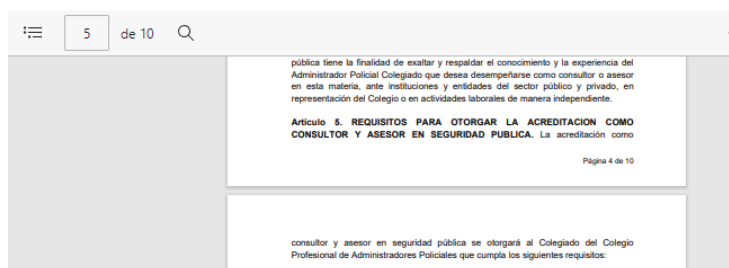 5 de 10
pública tiene la finalidad de exaltar y respaldar el conocimiento y la experiencia del
Administrador Policial Colegiado que desea desempeñarse como consultor o asesor
en esta materia, ante instituciones y entidades del sector público y privado, en
representación del Colegio o en actividades laborales de manera independiente.
Artículo 5. REQUISITOS PARA OTORGAR LA ACREDITACION COMO
CONSULTOR Y ASESOR EN SEGURIDAD PUBLICA. La acreditación como
Página 4 de 10
consultor y asesor en seguridad pública se otorgará al Colegiado del Colegio
Profesional de Administradores Policiales que cumpla los siguientes requisitos: